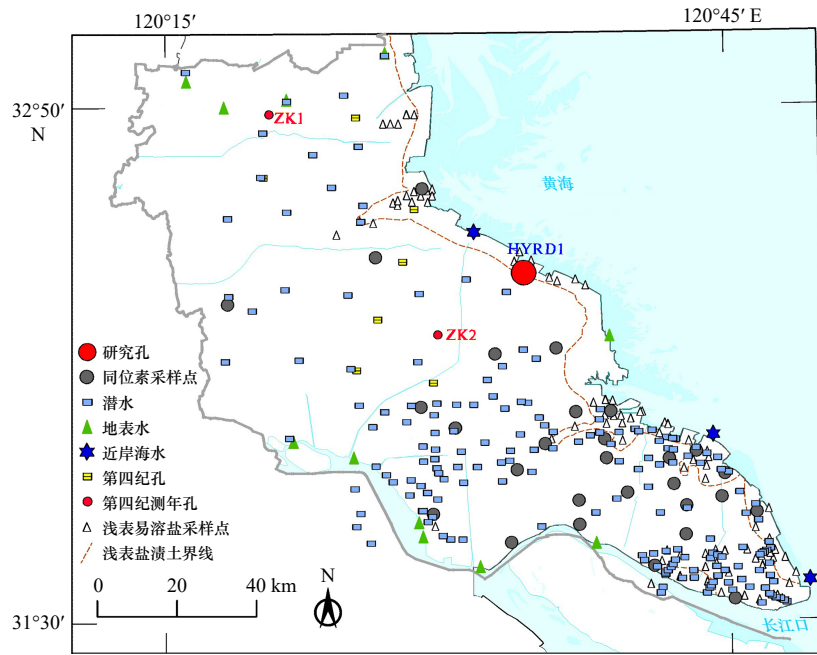 120°15′
120°45′ E
32°50′
N
ZK1
黄海
HYRD1
ZK2
研究孔
同位素采样点
潜水
地表水
近岸海水
第四纪孔
第四纪测年孔
浅表易溶盐采样点
浅表盐渍土界线
0 20 40 km
N
31°30′
长江口